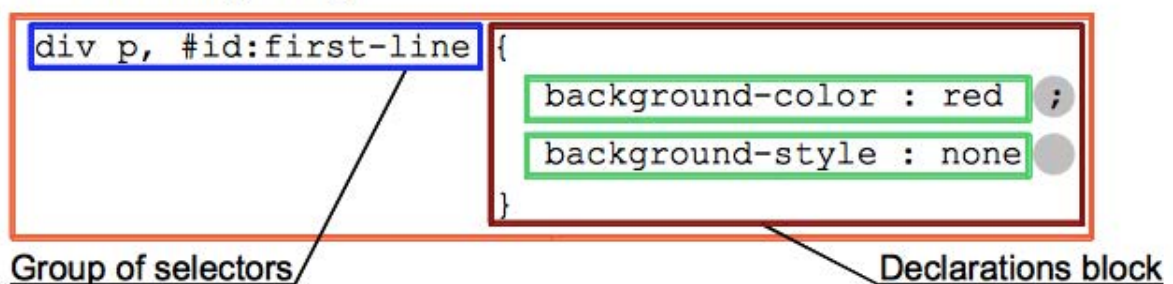 div p, #id:first-line {
background-color : red ;
background-style : none
}
Group of selectors
Declarations block